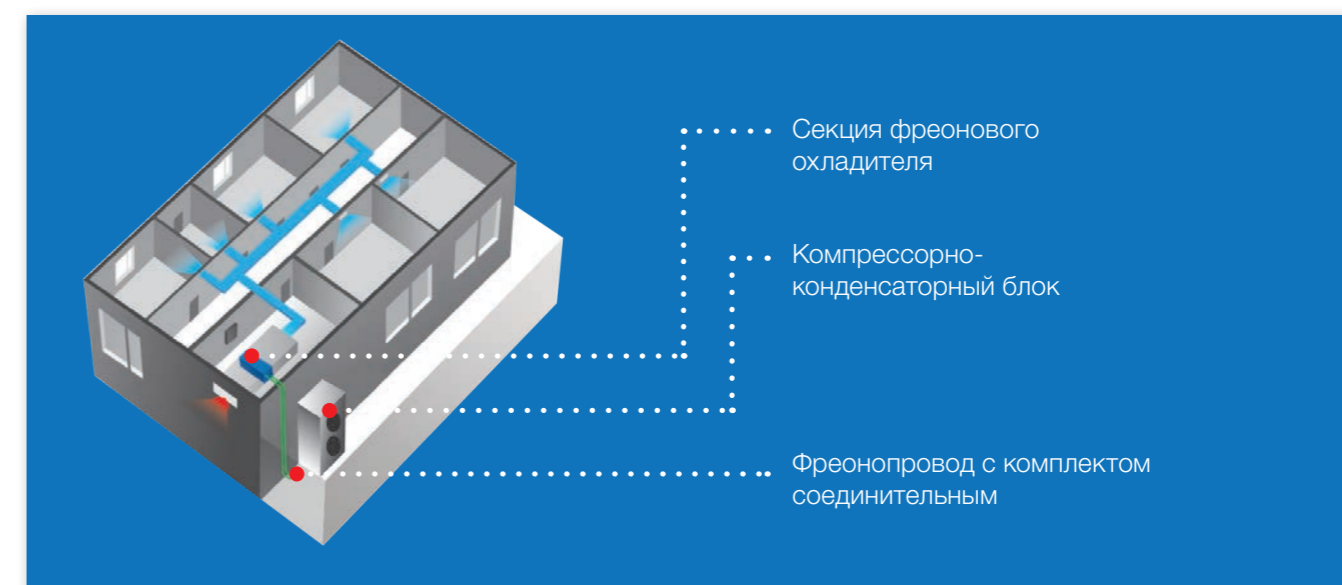 Секция фреонового
охладителя
Компрессорно-
конденсаторный блок
Фреонопровод с комплектом
соединительным